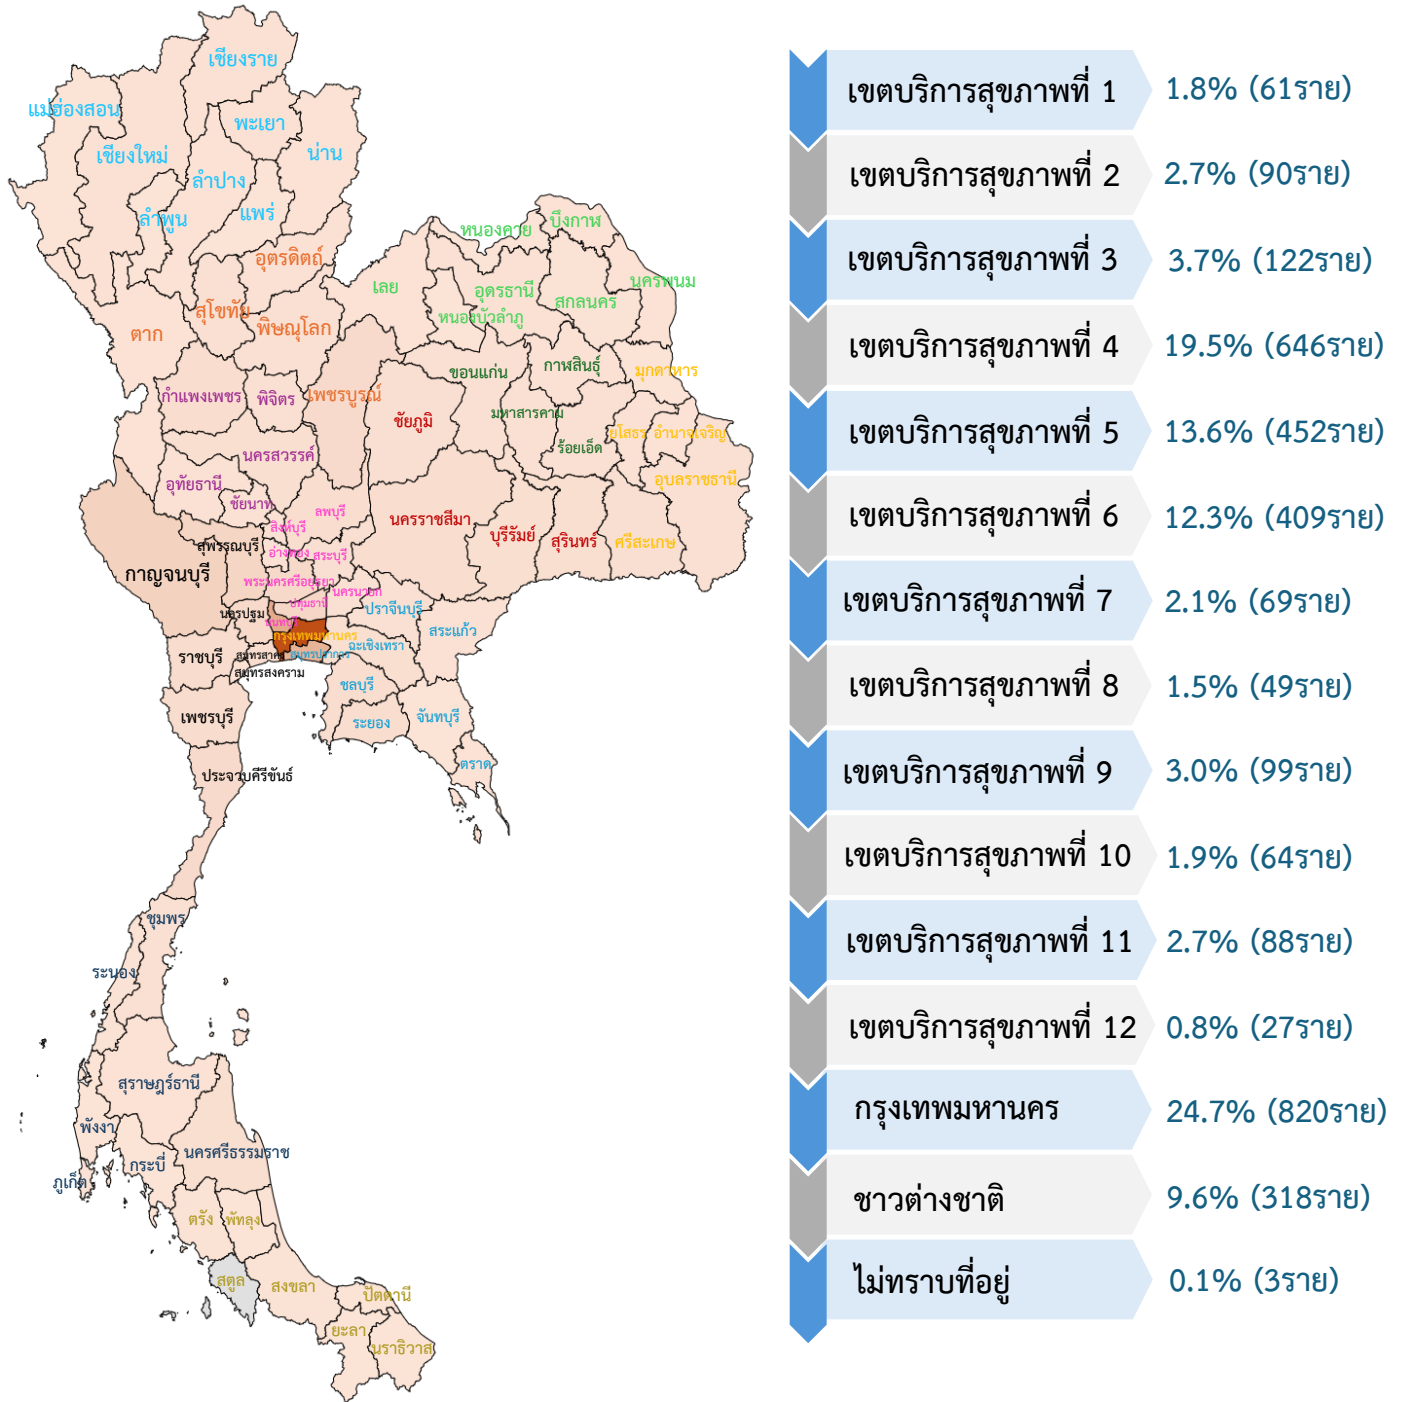 เชียงราย
แม่ฮ่องสอน
พะเยา
เชียงใหม่
น่าน
ลำปาง
ลำพูน
แพร่
อุตรดิตถ์
สุโขทัย
พิษณุโลก
ตาก
หนองคาย
บึงกาฬ
เลย
อุดรธานี
สกลนคร
นครพนม
หนองบัวลำภู
กำแพงเพชร
พิจิตร
เพชรบูรณ์
ขอนแก่น
กาฬสินธุ์
มุกดาหาร
ชัยภูมิ
มหาสารคาม
ร้อยเอ็ด
ยโสธร
อำนาจเจริญ
นครสวรรค์
อุทัยธานี
ชัยนาท
อุบลราชธานี
ลพบุรี
สิงห์บุรี
นครราชสีมา
บุรีรัมย์
สุรินทร์
ศรีสะเกษ
สุพรรณบุรี
อ่างทอง
สระบุรี
กาญจนบุรี
พระนครศรีอยุธยา
นครนายก
ปทุมธานี
ปราจีนบุรี
นครปฐม
นนทบุรี
กรุงเทพมหานคร
สระแก้ว
ฉะเชิงเทรา
ราชบุรี
สมุทรสาคร
สมุทรปราการ
สมุทรสงคราม
ชลบุรี
เพชรบุรี
ระยอง
จันทบุรี
ตราด
ประจวบคีรีขันธ์
ชุมพร
ระนอง
สุราษฎร์ธานี
พังงา
นครศรีธรรมราช
กระบี่
ภูเก็ต
ตรัง
พัทลุง
สตูล
สงขลา
ปัตตานี
ยะลา
นราธิวาส
เขตบริการสุขภาพที่ 1 1.8% (61ราย)
เขตบริการสุขภาพที่ 2 2.7% (90ราย)
เขตบริการสุขภาพที่ 3 3.7% (122ราย)
เขตบริการสุขภาพที่ 4 19.5% (646ราย)
เขตบริการสุขภาพที่ 5 13.6% (452ราย)
เขตบริการสุขภาพที่ 6 12.3% (409ราย)
เขตบริการสุขภาพที่ 7 2.1% (69ราย)
เขตบริการสุขภาพที่ 8 1.5% (49ราย)
เขตบริการสุขภาพที่ 9 3.0% (99ราย)
เขตบริการสุขภาพที่ 10 1.9% (64ราย)
เขตบริการสุขภาพที่ 11 2.7% (88ราย)
เขตบริการสุขภาพที่ 12 0.8% (27ราย)
กรุงเทพมหานคร 24.7% (820ราย)
ชาวต่างชาติ 9.6% (318ราย)
ไม่ทราบที่อยู่ 0.1% (3ราย)